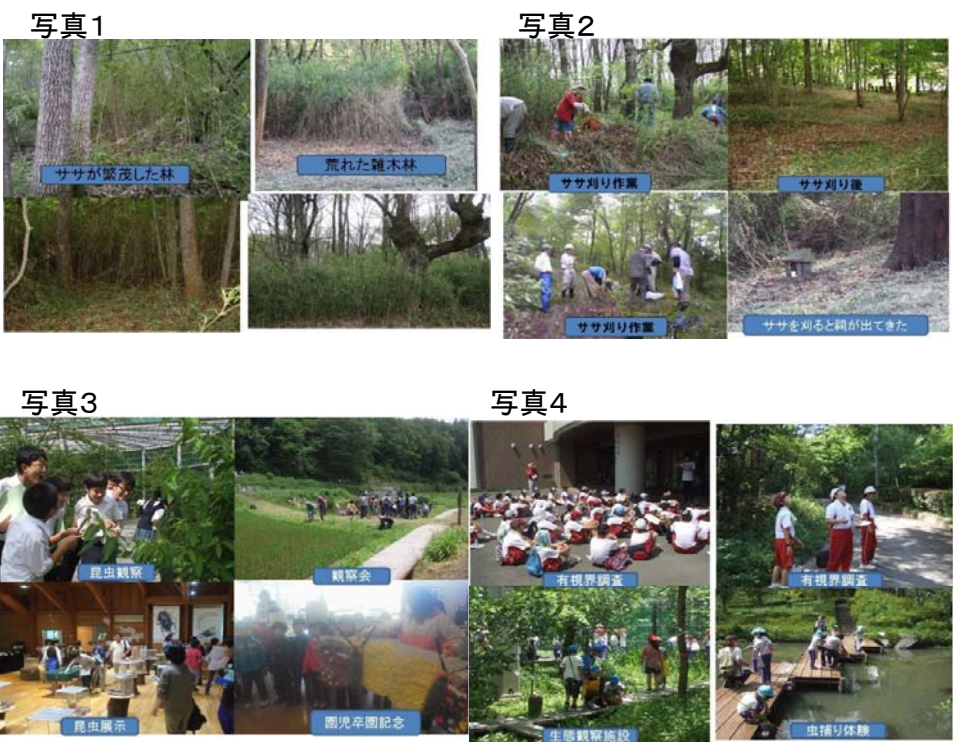 写真1
写真2
ササが繁茂した林
荒れた雑木林
ササ刈り作業
ササ刈り後
ササ刈り作業
ササを刈ると祠が出てきた
写真3
写真4
昆虫観察
観察会
有視界調査
有視界調査
昆虫展示
園児卒園記念
生態観察施設
虫捕り体験